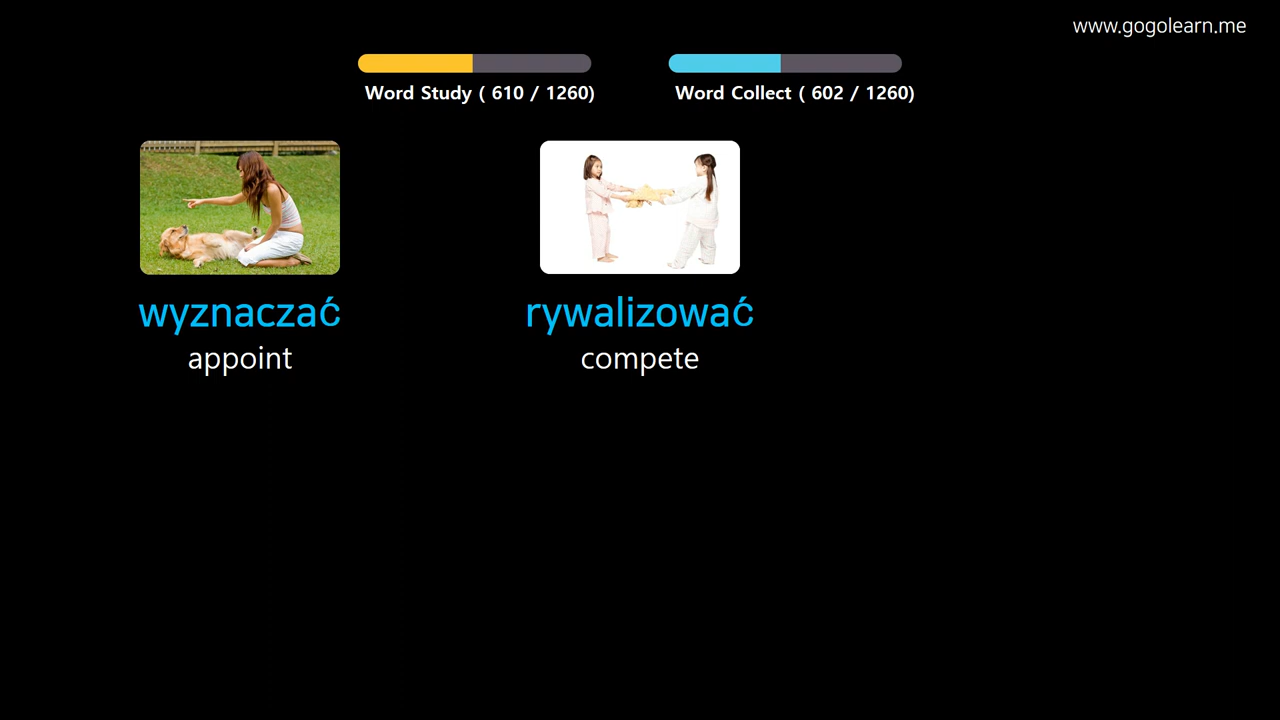 www.gogolearn.me
Word Study ( 610 / 1260)
Word Collect ( 602 / 1260)
wyznaczać
appoint
rywalizować
compete